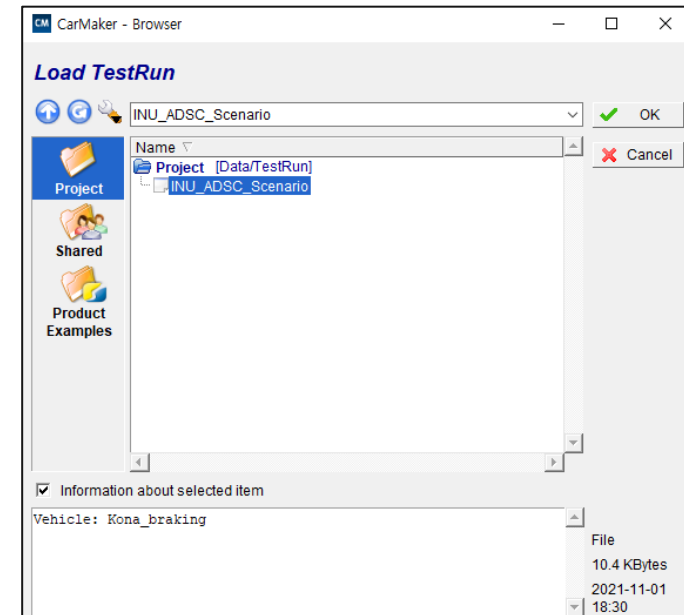 CM CarMaker - Browser
Load TestRun
INU_ADSC_Scenario
OK
Cancel
Name
Project [Data/TestRun]
INU_ADSC_Scenario
Project
Shared
Product
Examples
Information about selected item
Vehicle: Kona_braking
File
10.4 KBytes
2021-11-01
18:30